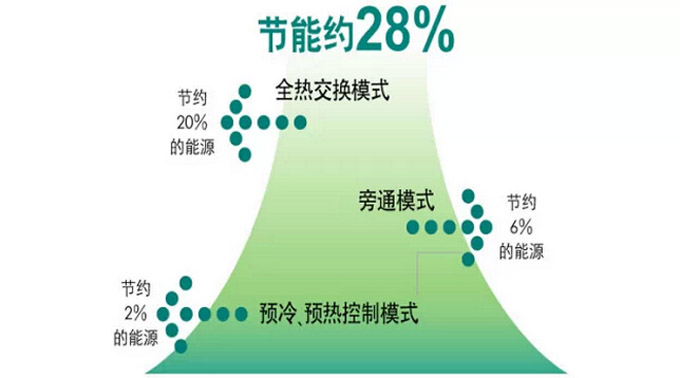 节能约28%
全热交换模式
节约
20%
的能源
旁通模式
节约
6%
的能源
预冷、预热控制模式
节约
2%
的能源